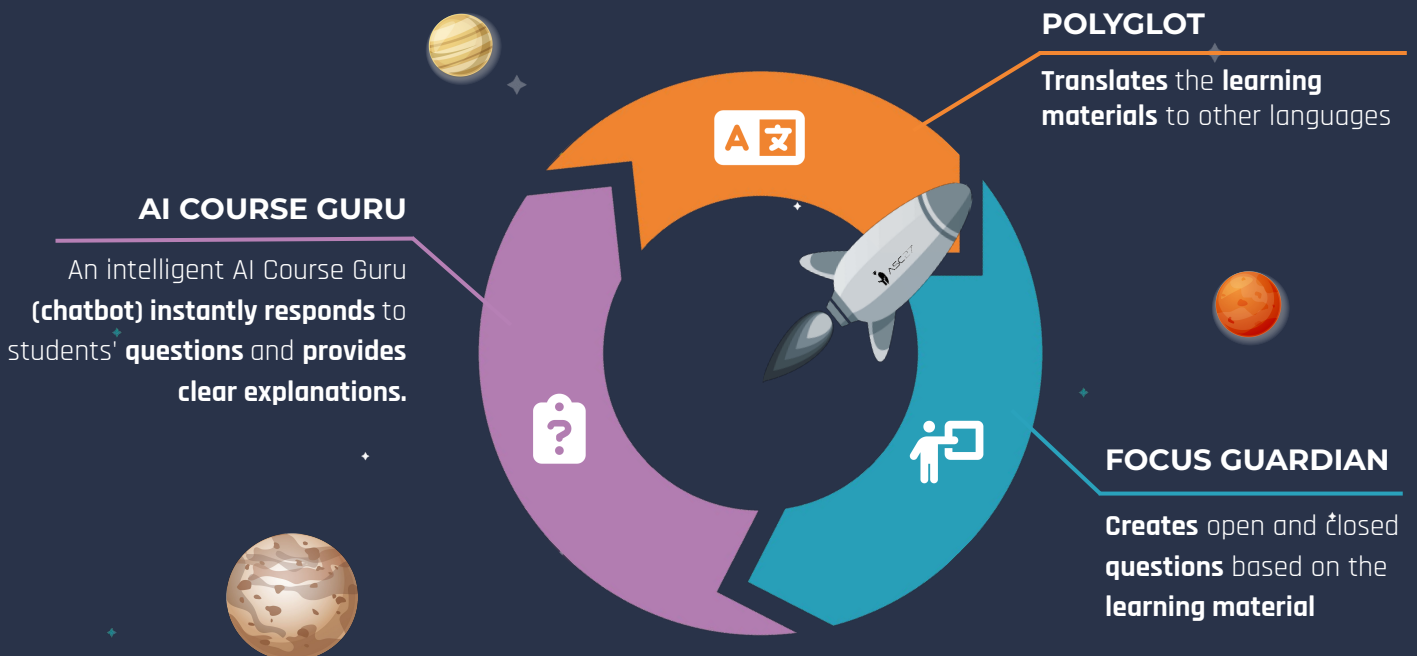 POLYGLOT
Translates the learning
materials to other languages
AI COURSE GURU
An intelligent AI Course Guru
(chatbot) instantly responds to
students' questions and provides
clear explanations.
A 文
?
ASC27
FOCUS GUARDIAN
Creates open and closed
questions based on the
learning material